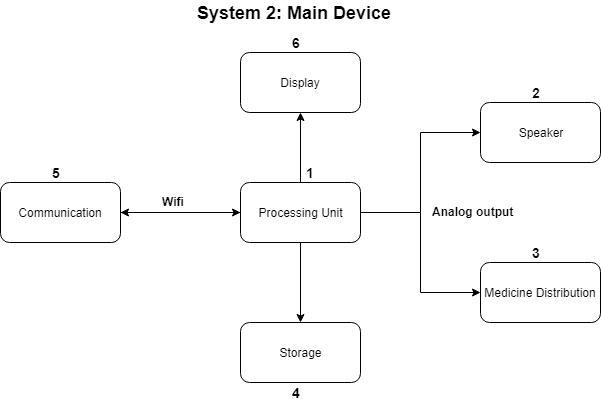 System 2: Main Device
6
Display
2
Speaker
5
Communication
Wifi
1
Processing Unit
Analog output
3
Medicine Distribution
Storage
4